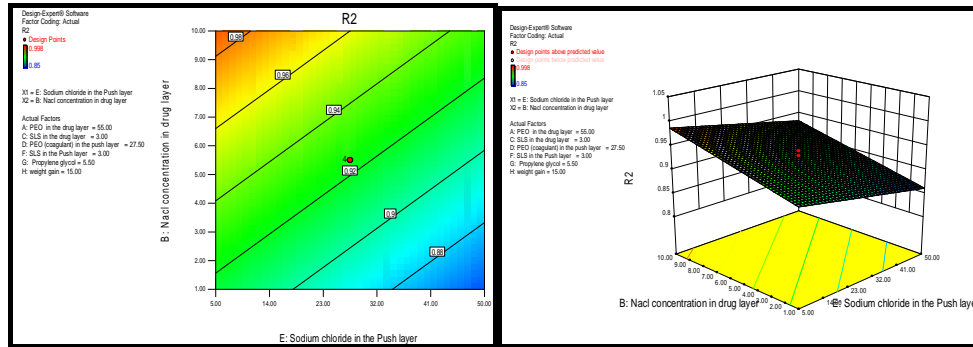 Design-Expert® Software
Factor Coding: Actual
R2
Design Points
0.998
0.85
X1 = E: Sodium chloride in the Push layer
X2 = B: Nacl concentration in drug layer
Actual Factors
A: PEO in the drug layer = 55.00
C: SLS in the drug layer = 3.00
D: PEO (coagulant) in the push layer = 27.50
F: SLS in the Push layer = 3.00
G: Propylene glycol = 5.50
H: weight gain = 15.00
R2
10.00
9.00
8.00
7.00
6.00
5.00
4.00
3.00
2.00
1.00
B: Nacl concentration in drug layer
0.98
0.96
0.94
4
0.92
0.9
0.88
5.00
14.00
23.00
32.00
41.00
50.00
E: Sodium chloride in the Push layer
Design-Expert® Software
Factor Coding: Actual
R2
Design points above predicted value
Design points below predicted value
0.998
0.85
X1 = E: Sodium chloride in the Push layer
X2 = B: Nacl concentration in drug layer
Actual Factors
A: PEO in the drug layer = 55.00
C: SLS in the drug layer = 3.00
D: PEO (coagulant) in the push layer = 27.50
F: SLS in the Push layer = 3.00
G: Propylene glycol = 5.50
H: weight gain = 15.00
1.05
1
0.95
0.90
0.85
0.8
R2
10.00
9.00
8.00
7.00
6.00
5.00
4.00
3.00
2.00
1.00
5.00
14.00
23.00
32.00
41.00
50.00
B: Nacl concentration in drug layer
E: Sodium chloride in the Push laye